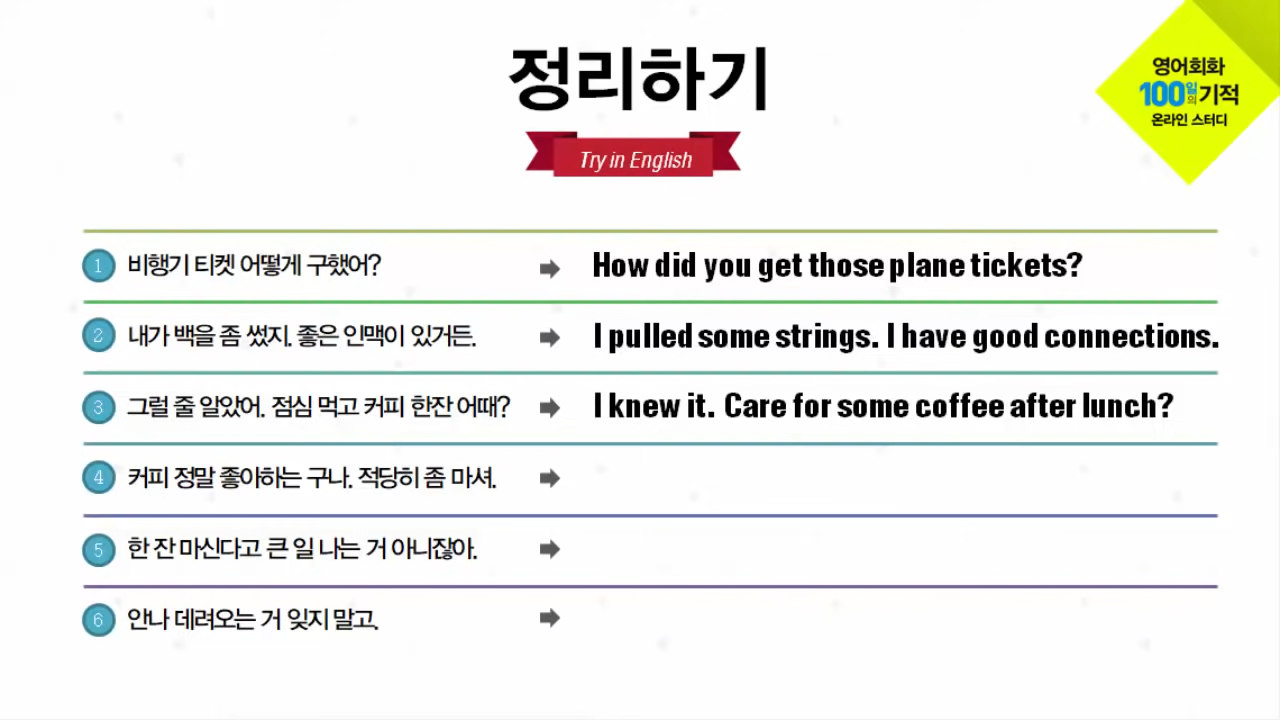 정리하기
Try in English
영어회화
100일의 기적
온라인 스터디
1 비행기 티켓 어떻게 구했어? How did you get those plane tickets?
2 내가 백을 좀 썼지. 좋은 인맥이 있거든. I pulled some strings. I have good connections.
3 그럴 줄 알았어. 점심 먹고 커피 한잔 어때? I knew it. Care for some coffee after lunch?
4 커피 정말 좋아하는 구나. 적당히 좀 마셔.
5 한 잔 마신다고 큰 일 나는 거 아니잖아.
6 안나 데려오는 거 잊지 말고.